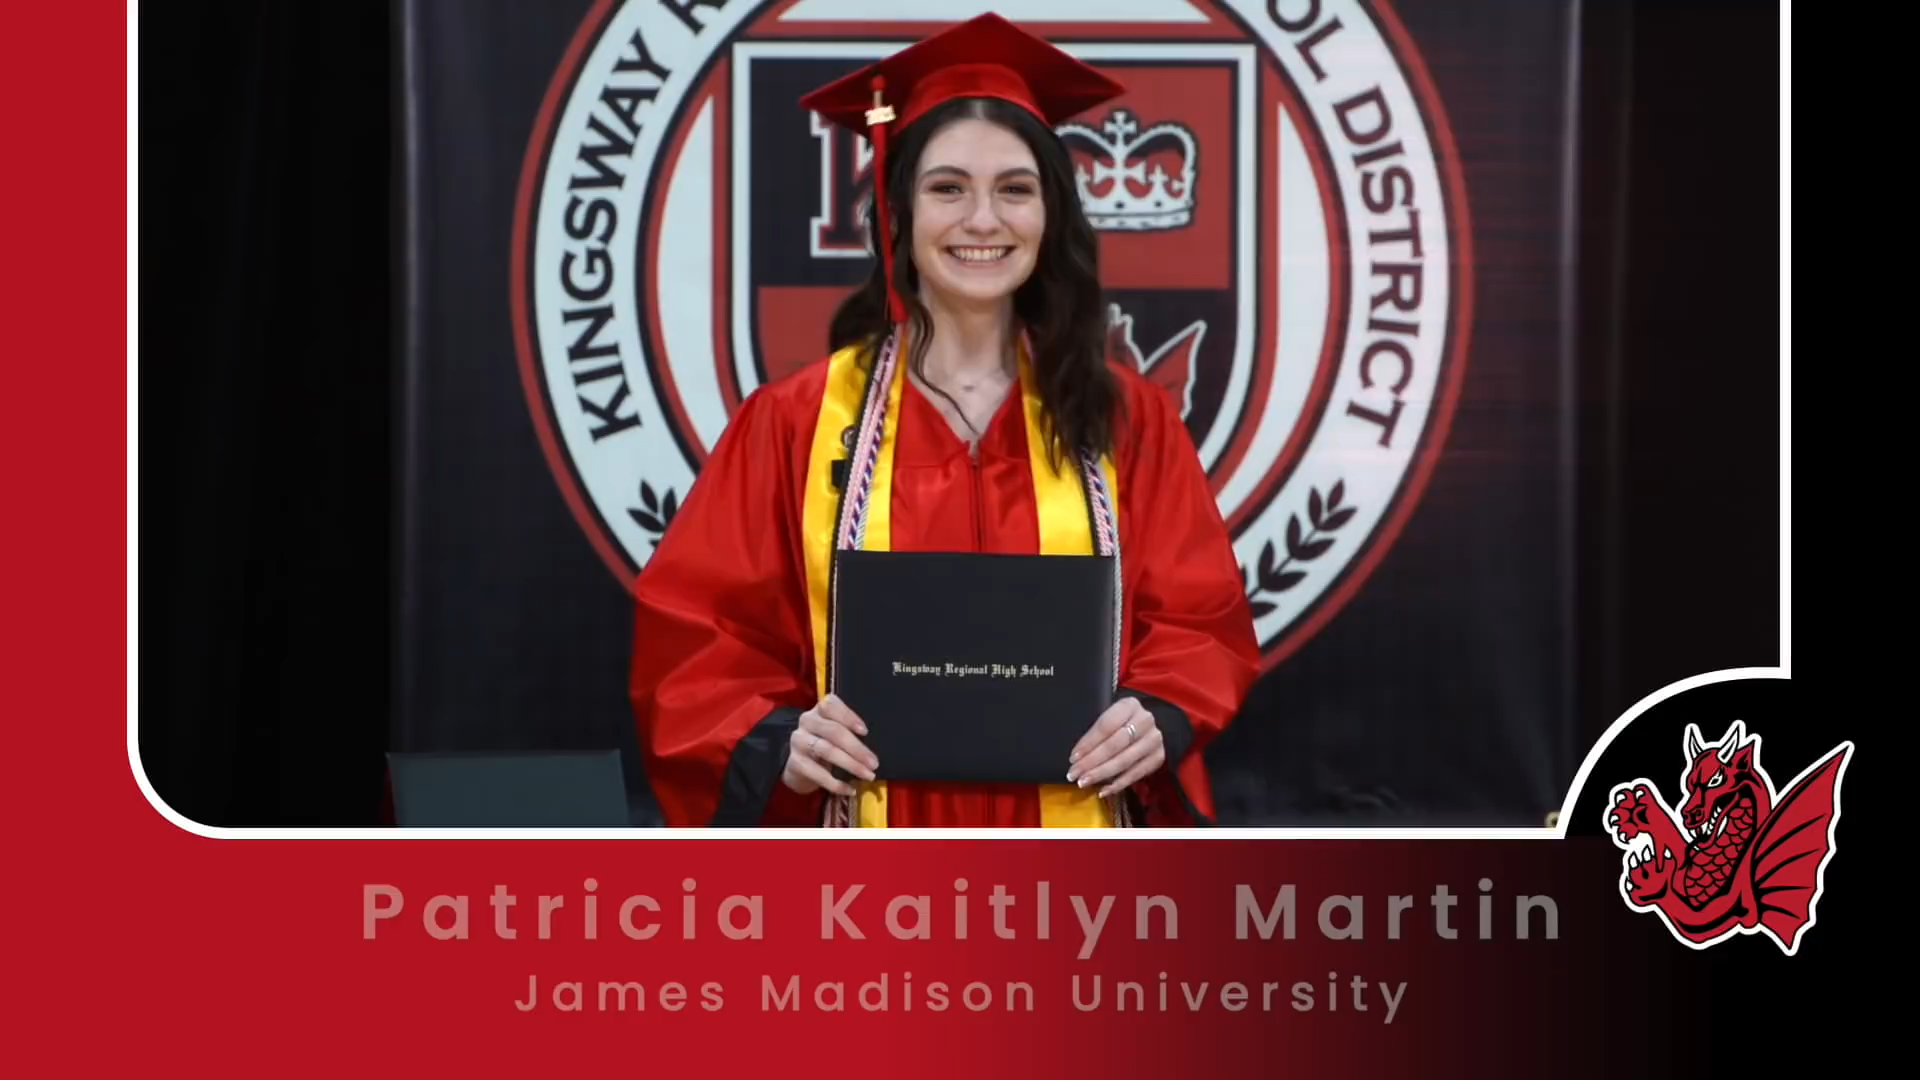 KINGSWAY R
OL DISTRICT
K
Kingsway Regional High School
Patricia Kaitlyn Martin
James Madison University